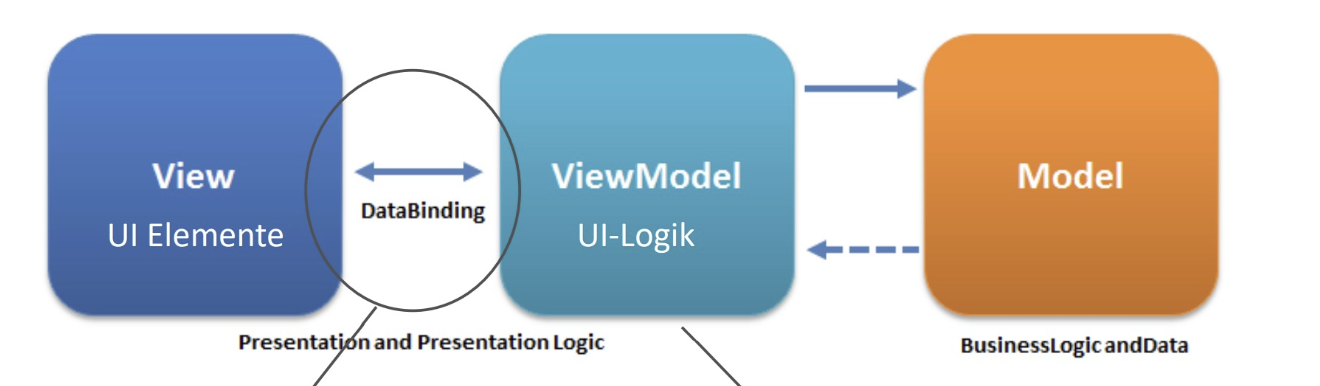 View
UI Elemente
DataBinding
ViewModel
UI-Logik
Model
Presentation and Presentation Logic
BusinessLogic andData